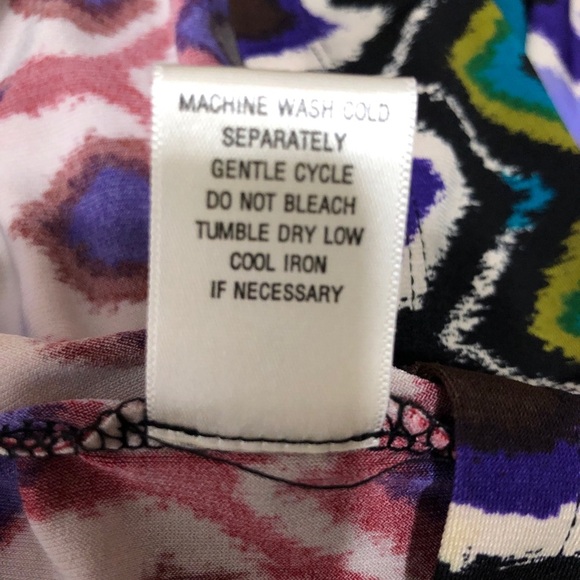 MACHINE WASH COLD
SEPARATELY
GENTLE CYCLE
DO NOT BLEACH
TUMBLE DRY LOW
COOL IRON
IF NECESSARY